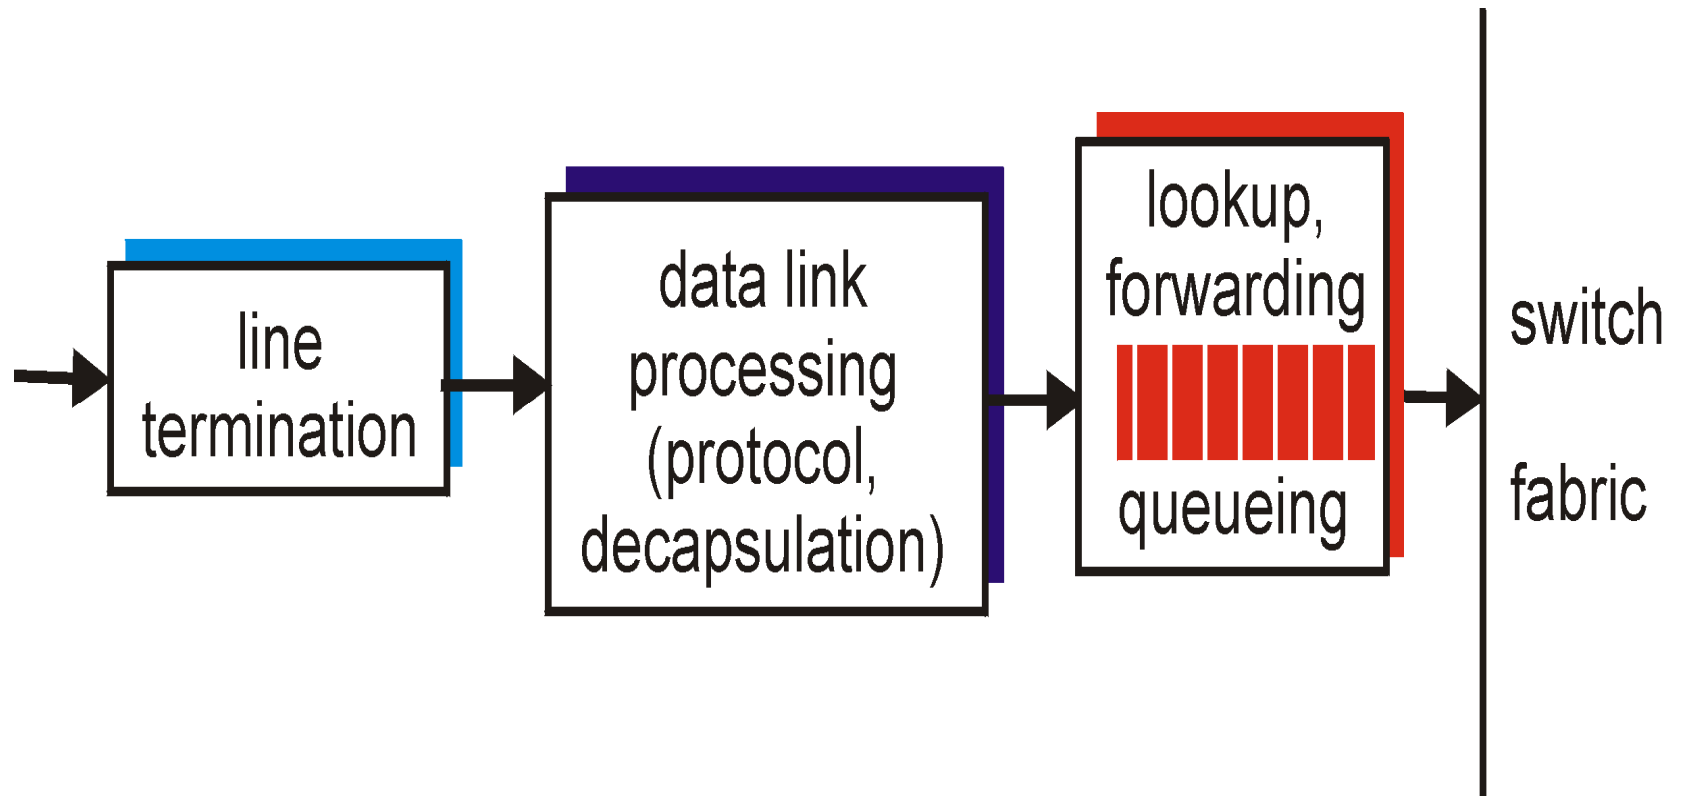 line
termination
data link
processing
(protocol,
decapsulation)
lookup,
forwarding
queueing
switch
fabric